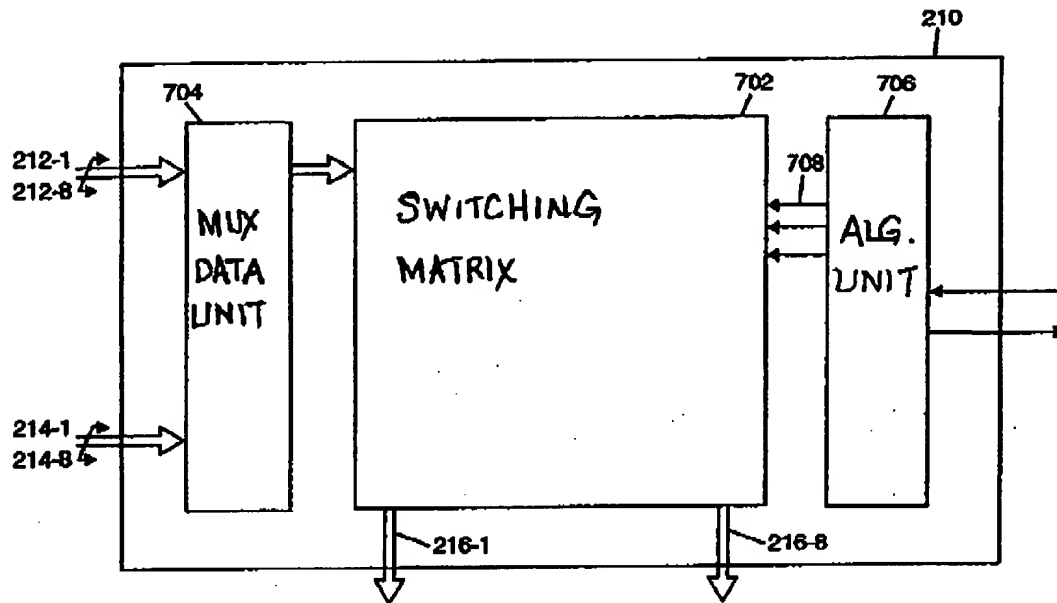 210
704
702
706
212-1
212-8
708
MUX
DATA
UNIT
SWITCHING
MATRIX
ALG.
UNIT
214-1
214-8
216-1
216-8